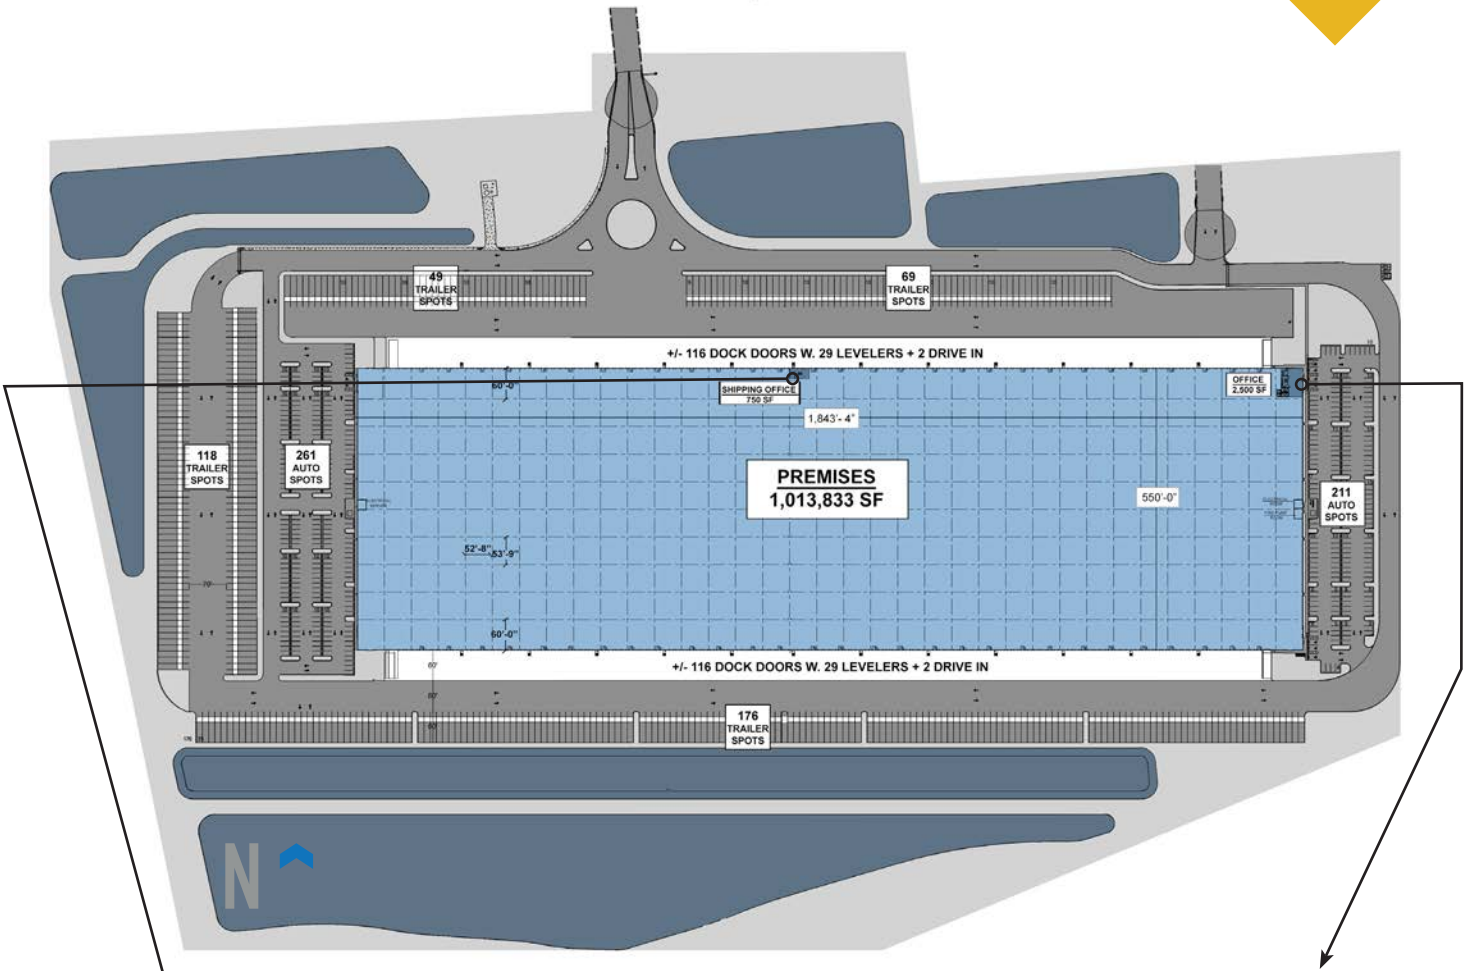 49
TRAILER
SPOTS
69
TRAILER
SPOTS
+/- 116 DOCK DOORS W. 29 LEVELERS + 2 DRIVE IN
60'-0"
SHIPPING OFFICE
750 SF
OFFICE
2,500 SF
1,843'- 4"
118
TRAILER
SPOTS
261
AUTO
SPOTS
PREMISES
1,013,833 SF
550'-0"
211
AUTO
SPOTS
52'-8"
53'-9"
70'
60'-0"
+/- 116 DOCK DOORS W. 29 LEVELERS + 2 DRIVE IN
60'
176
TRAILER
SPOTS
N